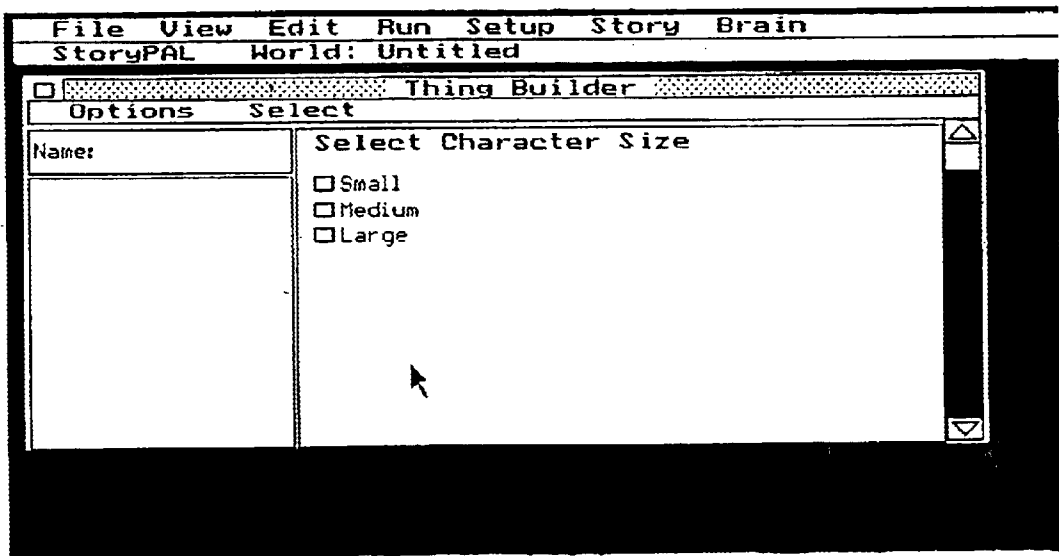 File View Edit Run Setup Story Brain
StoryPAL World: Untitled
Thing Builder
Options Select
Name:
Select Character Size
Small
Medium
Large